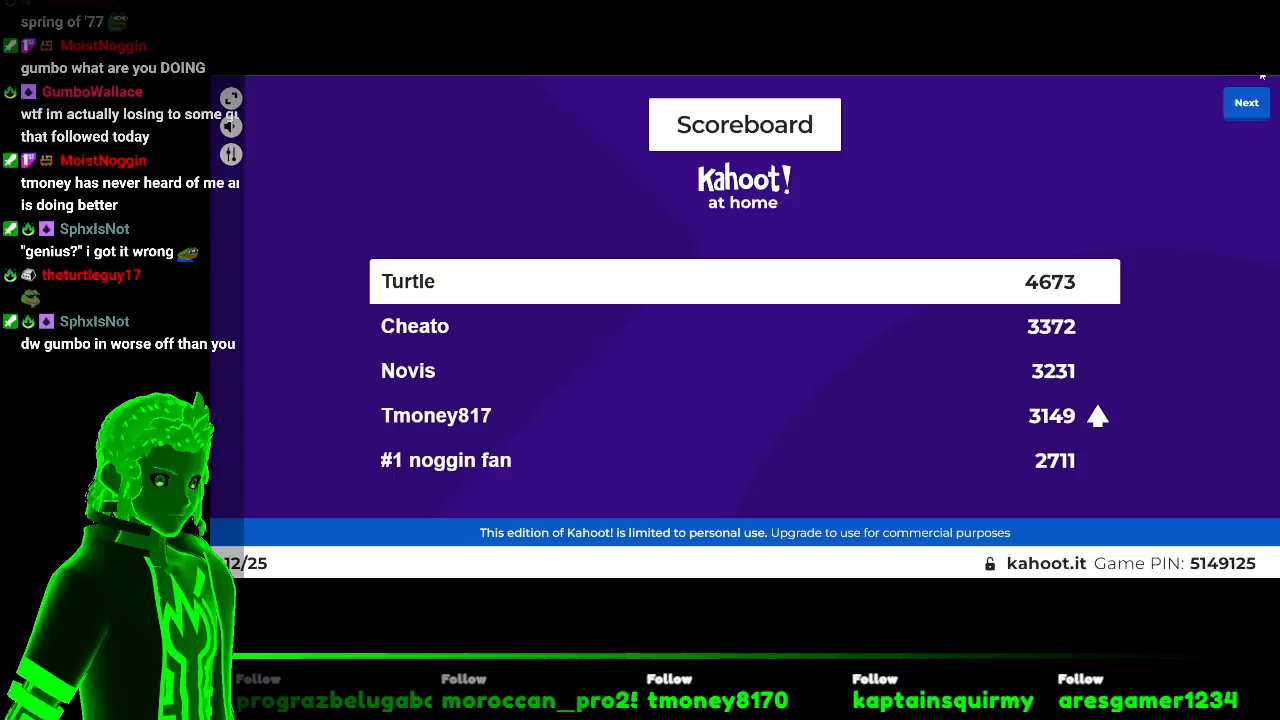 spring of '77
MoistNoggin
gumbo what are you DOING
GumboWallace
wtf im actually losing to some
that followed today
MoistNoggin
tmoney has never heard of me
is doing better
SphxIsNot
"genius?" i got it wrong
theturtleguy17
SphxIsNot
dw gumbo in worse off than you
Next
Scoreboard
Kahoot!
at home
Turtle 4673
Cheato 3372
Novis 3231
Tmoney817 3149
#1 noggin fan 2711
This edition of Kahoot! is limited to personal use. Upgrade to use for commercial purposes
12/25
kahoot.it Game PIN: 5149125
Follow Follow Follow Follow Follow
prograzbelugabc moroccan__pro25 tmoney8170 kaptainsquirmy aresgamer1234